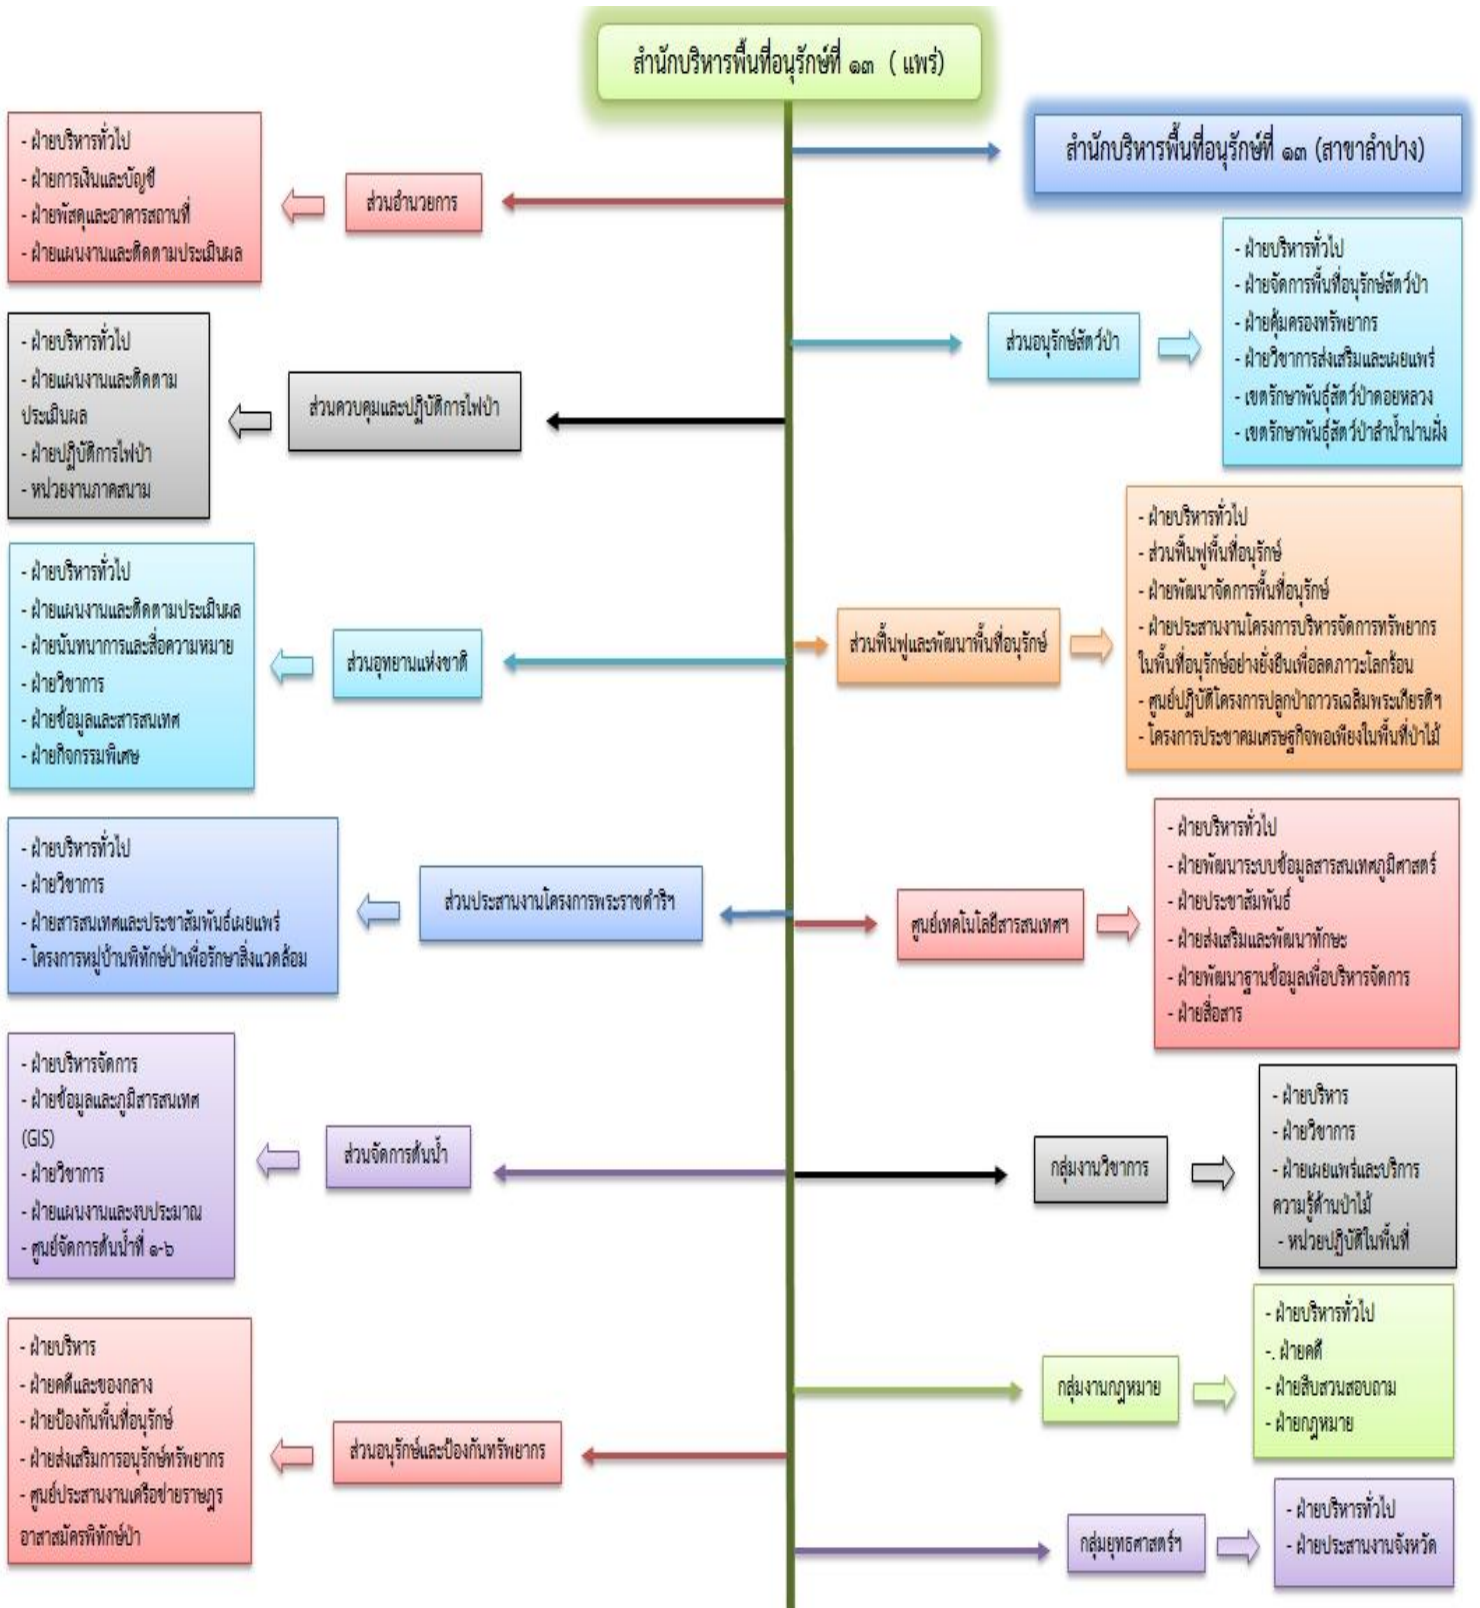 สำนักบริหารพื้นที่อนุรักษ์ที่ ๑๓ ( แพร่)
สำนักบริหารพื้นที่อนุรักษ์ที่ ๑๓ (สาขาลำปาง)
ส่วนอำนวยการ
- ฝ่ายบริหารทั่วไป
- ฝ่ายการเงินและบัญชี
- ฝ่ายพัสดุและอาคารสถานที่
- ฝ่ายแผนงานและติดตามประเมินผล
ส่วนอนุรักษ์สัตว์ป่า
- ฝ่ายบริหารทั่วไป
- ฝ่ายจัดการพื้นที่อนุรักษ์สัตว์ป่า
- ฝ่ายคุ้มครองทรัพยากร
- ฝ่ายวิชาการส่งเสริมและเผยแพร่
- เขตรักษาพันธุ์สัตว์ป่าดอยหลวง
- เขตรักษาพันธุ์สัตว์ป่าลำน้ำน่านฝั่ง
ส่วนควบคุมและปฏิบัติการไฟป่า
- ฝ่ายบริหารทั่วไป
- ฝ่ายแผนงานและติดตาม
ประเมินผล
- ฝ่ายปฏิบัติการไฟป่า
- หน่วยงานภาคสนาม
ส่วนฟื้นฟูและพัฒนาพื้นที่อนุรักษ์
- ฝ่ายบริหารทั่วไป
- ส่วนฟื้นฟูพื้นที่อนุรักษ์
- ฝ่ายพัฒนาจัดการพื้นที่อนุรักษ์
- ฝ่ายประสานงานโครงการบริหารจัดการทรัพยากร
ในพื้นที่อนุรักษ์อย่างยั่งยืนเพื่อลดภาวะโลกร้อน
- ศูนย์ปฏิบัติโครงการปลูกป่าถาวรเฉลิมพระเกียรติฯ
- โครงการประชาคมเศรษฐกิจพอเพียงในพื้นที่ป่าไม้
ส่วนอุทยานแห่งชาติ
- ฝ่ายบริหารทั่วไป
- ฝ่ายแผนงานและติดตามประเมินผล
- ฝ่ายนันทนาการและสื่อความหมาย
- ฝ่ายวิชาการ
- ฝ่ายข้อมูลและสารสนเทศ
- ฝ่ายกิจกรรมพิเศษ
ศูนย์เทคโนโลยีสารสนเทศฯ
- ฝ่ายบริหารทั่วไป
- ฝ่ายพัฒนาระบบข้อมูลสารสนเทศภูมิศาสตร์
- ฝ่ายประชาสัมพันธ์
- ฝ่ายส่งเสริมและพัฒนาทักษะ
- ฝ่ายพัฒนาฐานข้อมูลเพื่อบริหารจัดการ
- ฝ่ายสื่อสาร
ส่วนประสานงานโครงการพระราชดำริฯ
- ฝ่ายบริหารทั่วไป
- ฝ่ายวิชาการ
- ฝ่ายสารสนเทศและประชาสัมพันธ์เผยแพร่
- โครงการหมู่บ้านพิทักษ์ป่าเพื่อรักษาสิ่งแวดล้อม
กลุ่มงานวิชาการ
- ฝ่ายบริหาร
- ฝ่ายวิชาการ
- ฝ่ายเผยแพร่และบริการ
ความรู้ด้านป่าไม้
- หน่วยปฏิบัติในพื้นที่
ส่วนจัดการต้นน้ำ
- ฝ่ายบริหารจัดการ
- ฝ่ายข้อมูลและภูมิสารสนเทศ
(GIS)
- ฝ่ายวิชาการ
- ฝ่ายแผนงานและงบประมาณ
- ศูนย์จัดการต้นน้ำที่ ๑-๖
กลุ่มงานกฎหมาย
- ฝ่ายบริหารทั่วไป
-. ฝ่ายคดี
- ฝ่ายสืบสวนสอบถาม
- ฝ่ายกฎหมาย
ส่วนอนุรักษ์และป้องกันทรัพยากร
- ฝ่ายบริหาร
- ฝ่ายคดีและของกลาง
- ฝ่ายป้องกันพื้นที่อนุรักษ์
- ฝ่ายส่งเสริมการอนุรักษ์ทรัพยากร
- ศูนย์ประสานงานเครือข่ายราษฎร
อาสาสมัครพิทักษ์ป่า
กลุ่มยุทธศาสตร์ฯ
- ฝ่ายบริหารทั่วไป
- ฝ่ายประสานงานจังหวัด